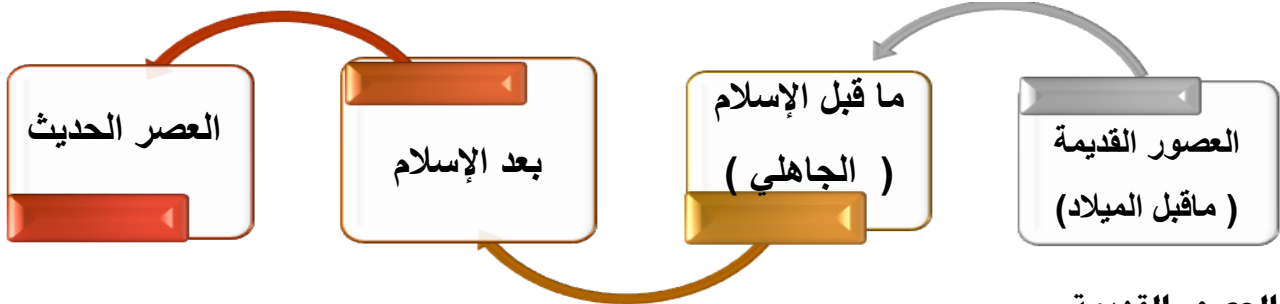 العصور القديمة
( ماقبل الميلاد)
ما قبل الإسلام
( الجاهلي )
بعد الإسلام
العصر الحديث